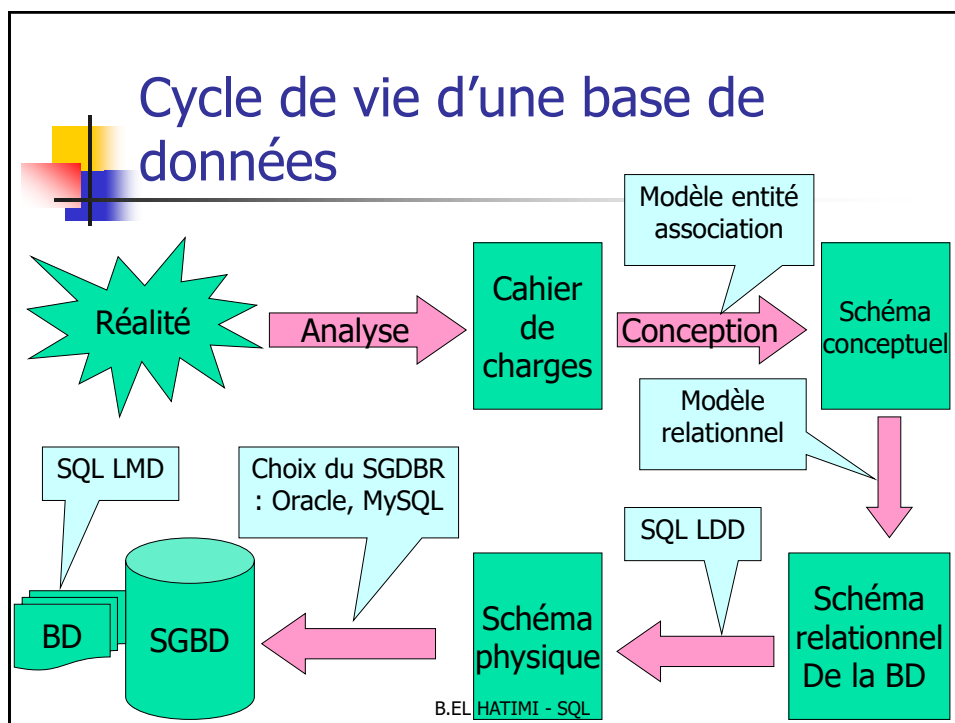 Cycle de vie d'une base de
données
Modèle entité
association
Réalité
Analyse
Cahier
de
charges
Conception
Schéma
conceptuel
Modèle
relationnel
SQL LMD
Choix du SGDBR
: Oracle, MySQL
SQL LDD
BD
SGBD
Schéma
physique
Schéma
relationnel
De la BD
B.EL HATIMI - SQL